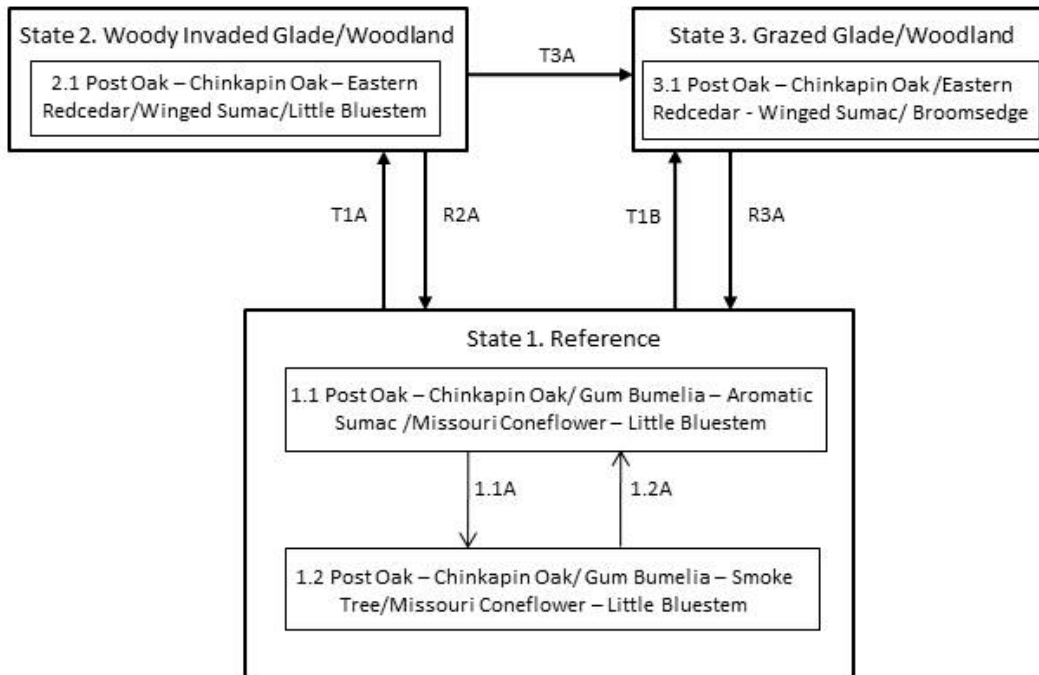 State 2. Woody Invaded Glade/Woodland
2.1 Post Oak – Chinkapin Oak – Eastern
Redcedar/Winged Sumac/Little Bluestem
T3A
State 3. Grazed Glade/Woodland
3.1 Post Oak – Chinkapin Oak /Eastern
Redcedar - Winged Sumac/ Broomsedge
T1A
R2A
T1B
R3A
State 1. Reference
1.1 Post Oak – Chinkapin Oak/ Gum Bumelia – Aromatic
Sumac /Missouri Coneflower – Little Bluestem
1.1A
1.2A
1.2 Post Oak – Chinkapin Oak/ Gum Bumelia – Smoke
Tree/Missouri Coneflower – Little Bluestem